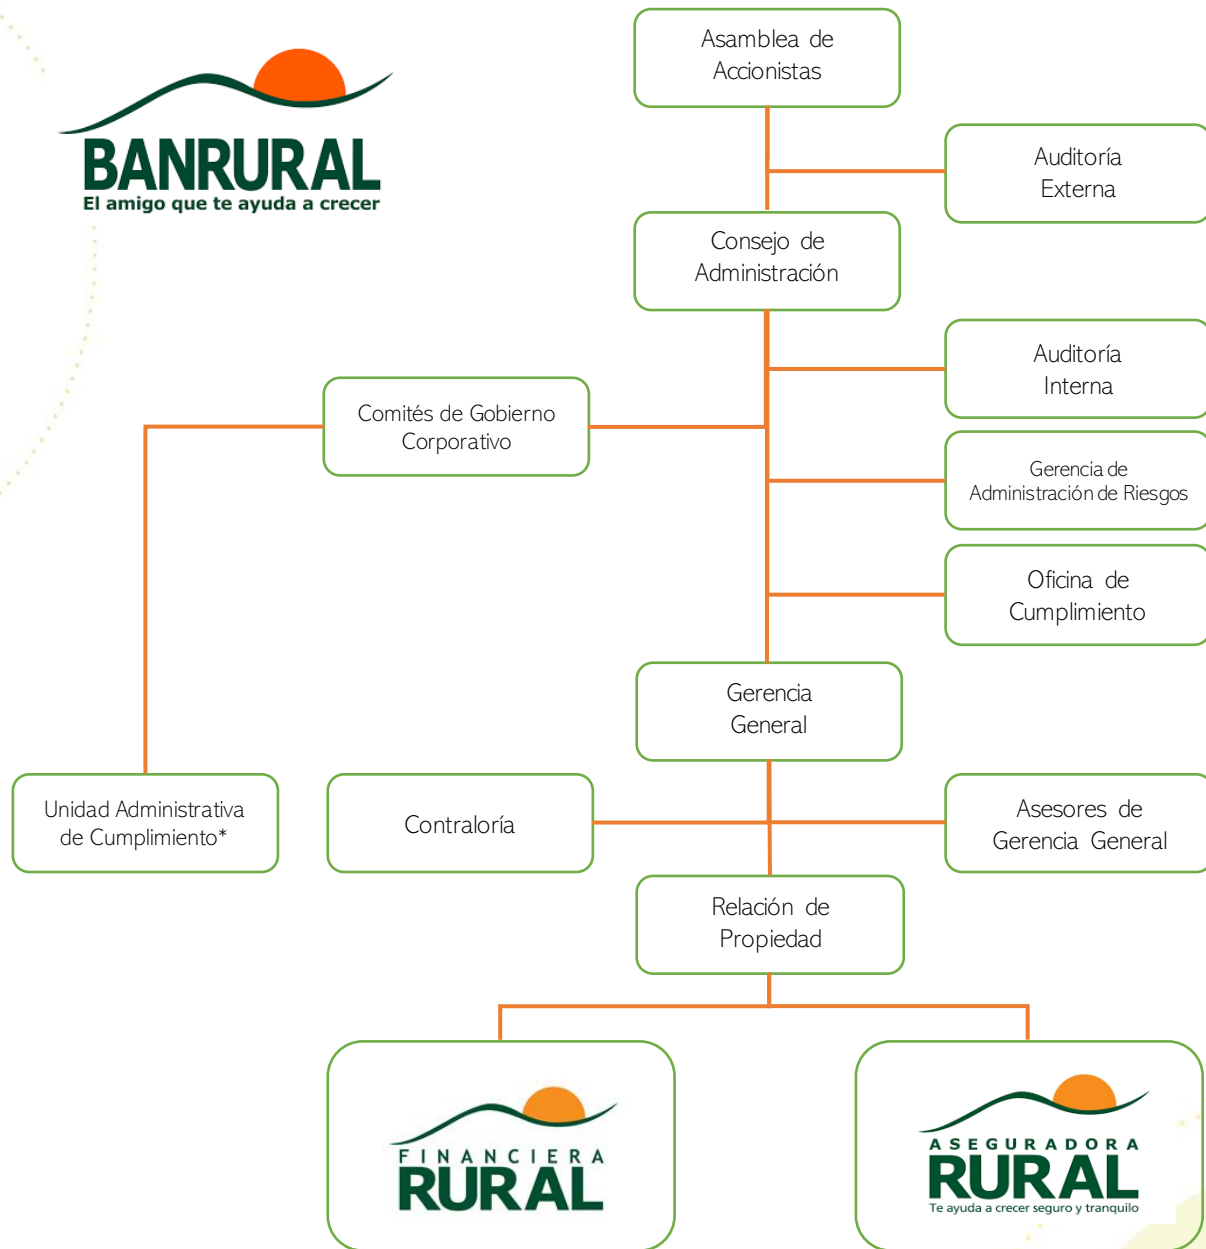 BANRURAL
El amigo que te ayuda a crecer
Asamblea de
Accionistas
Auditoría
Externa
Consejo de
Administración
Auditoría
Interna
Comités de Gobierno
Corporativo
Gerencia de
Administración de Riesgos
Oficina de
Cumplimiento
Gerencia
General
Unidad Administrativa
de Cumplimiento*
Contraloría
Asesores de
Gerencia General
Relación de
Propiedad
FINANCIERA
RURAL
ASEGURADORA
RURAL
Te ayuda a crecer seguro y tranquilo